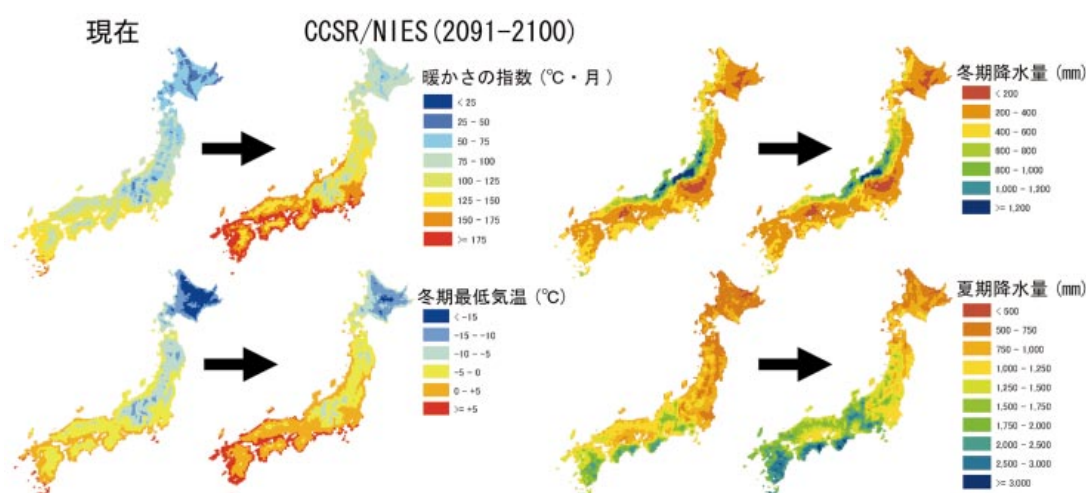 現在
CCSR/NIES(2091-2100)
暖かさの指数(℃・月)
< 25
25 - 50
50 - 75
75 - 100
100 - 125
125 - 150
150 - 175
>= 175
冬期降水量 (mm)
< 200
200 - 400
400 - 600
600 - 800
800 - 1,000
1,000 - 1,200
>= 1,200
冬期最低気温(℃)
< -15
-15 - -10
-10 - -5
-5 - 0
0 - +5
>= +5
夏期降水量(mm)
< 500
500 - 750
750 - 1,000
1,000 - 1,250
1,250 - 1,500
1,500 - 1,750
1,750 - 2,000
2,000 - 2,500
2,500 - 3,000
>= 3,000